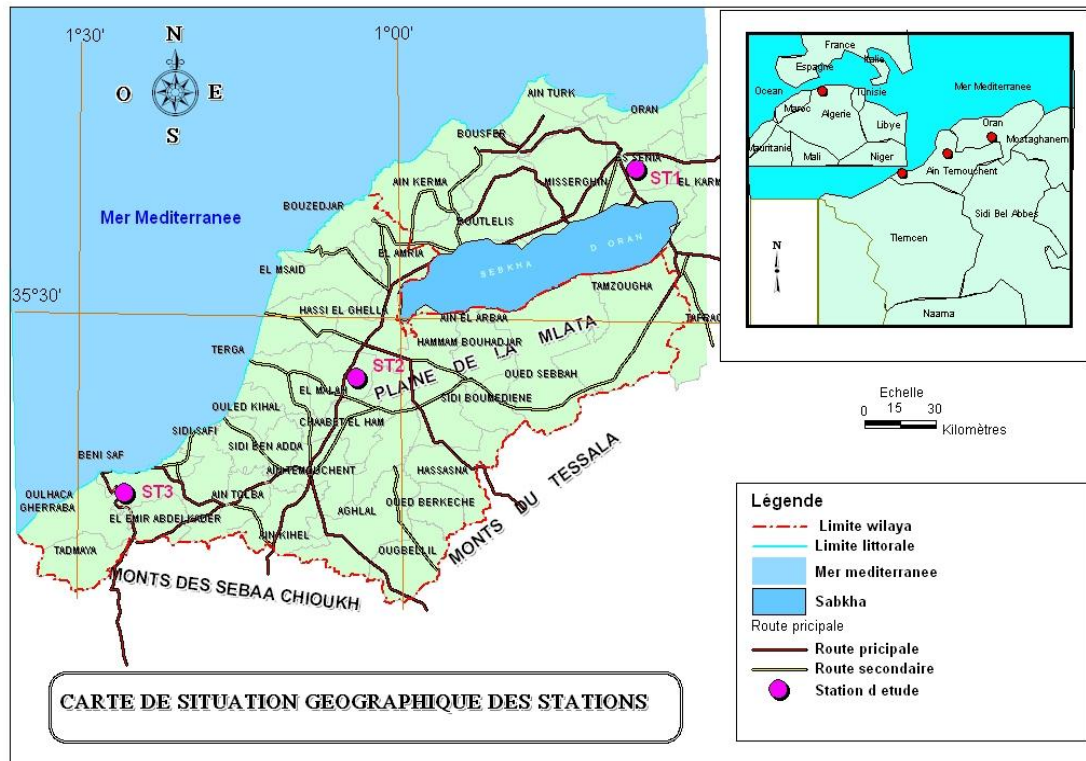 1°30'
1°00'
N
O E
S
AIN TURK
ORAN
BOUSFER
ES SENIA
ST1
MISSERGHIN
EL KARM
AIN KERMA
BOUZEDJAR
BOUTLELIS
Mer Mediterranee
EL AMRIA
SEBKHA D ORAN
EL MSAID
TAMZOUGHA
35°30'
HASSI EL GHELLA
AIN EL ARBAA
TAFRAO
HAMMAM BOUHADJAR
TERGA
ST2
PLAINE DE LA MLATA
OUED SEBBAH
EL MALAH
SIDI BOUMEDIENE
OULED KIHAL
CHAABET EL HAM
SIDI SAFI
SIDI BEN ADDA
BENI SAF
AIN TEMOUCHENT
HASSASNA
ST3
OULHACA
GHERRABA
AIN TOLBA
OUED BERKECHE
AGHLAL
EL EMIR ABDELKADER
AIN KIHEL
TADMAYA
OUGBELLIL
MONTS DU TESSALA
MONTS DES SEBAA CHIOUKH
CARTE DE SITUATION GEOGRAPHIQUE DES STATIONS
France
Espagne
Italie
Ocean
Mer Mediterranee
Maroc
Algerie
Tunisie
Libye
Mauritanie
Mali
Niger
Oran
Mostaghanem
Ain Temouchent
Sidi Bel Abbes
Tlemcen
N
Naama
Echelle
0 15 30
Kilomètres
Légende
Limite wilaya
Limite littorale
Mer mediterranee
Sabkha
Route pricipale
Route pricipale
Route secondaire
Station d etude